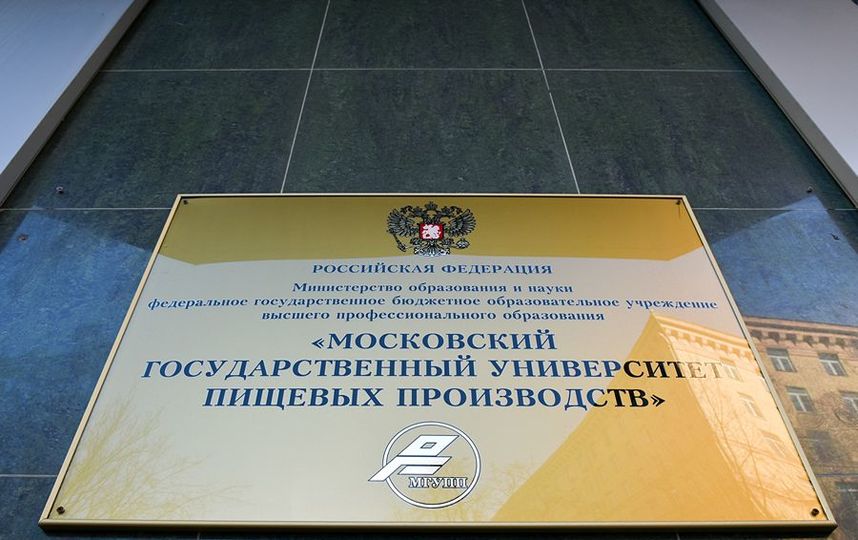 РОССИЙСКАЯ ФЕДЕРАЦИЯ
Министерство образования и науки
федеральное государственное бюджетное образовательное учреждение
высшего профессионального образования
«МОСКОВСКИЙ
ГОСУДАРСТВЕННЫЙ УНИВЕРСИТЕТ
ПИЩЕВЫХ ПРОИЗВОДСТВ»
МГУПП